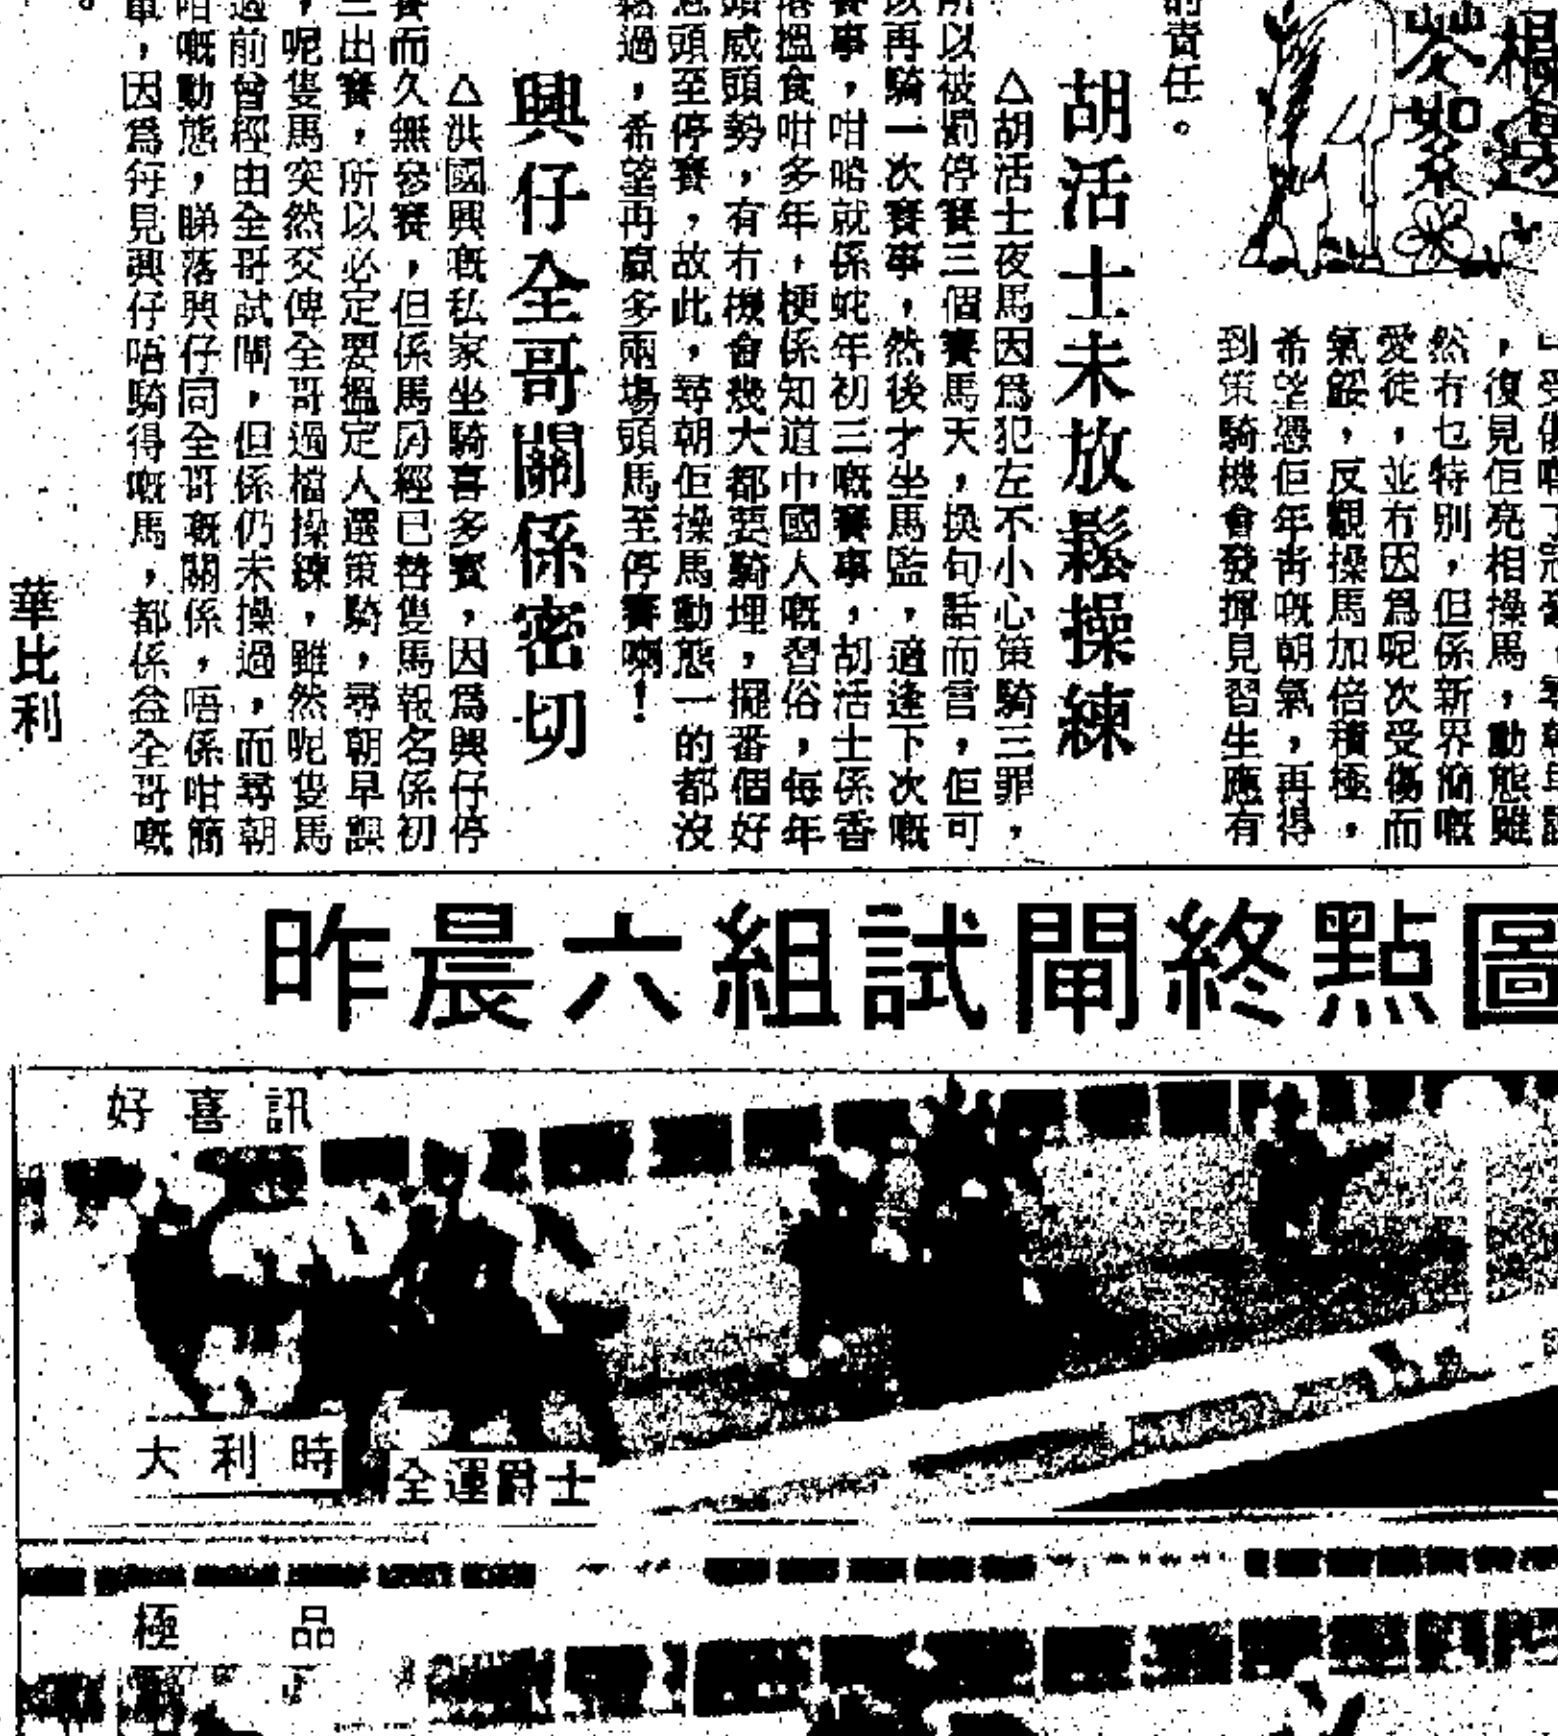 欄邊
茶絮
，復見佢亮相操馬，動態雖
然冇乜特別，但係新界簡嘅
愛徒，並冇因爲呢次受傷而
氣餒，反觀操馬加倍積極，
希望憑佢年青嘅朝氣，再得
到策騎機會發揮見習生應有
的責任。
胡活士未放鬆操練
△胡活士夜馬因爲犯左不小心策騎三罪，
所以被罰停賽三個賽馬天，換句話而言，佢可
以再騎一次賽事，然後才坐馬監，適逢下次嘅
賽事，咁啱就係蛇年初三嘅賽事，胡活士係香
港搵食咁多年，梗係知道中國人嘅習俗，每年
頭威頭勢，有冇機會幾大都要騎埋，擺番個好
意頭至停賽，故此，尋朝佢操馬動態一的都沒
鬆過，希望再贏多兩場頭馬至停賽喇！
興仔全哥關係密切
△洪國興嘅私家坐騎喜多賓，因爲興仔停
賽而久無參賽，但係馬房經已替隻馬報名係初
三出賽，所以必定要搵定人選策騎，尋朝早課
，呢隻馬突然交俾全哥過檔操練，雖然呢隻馬
過前曾經由全哥試閘，但係仍未操過，而尋朝
咁嘅動態，睇落興仔同全哥嘅關係，唔係咁簡
單，因爲每見興仔唔騎得嘅馬，都係益全哥嘅
。
華比利
昨晨六組試閘終點圖
好喜訊
大利時
全運爵士
極品